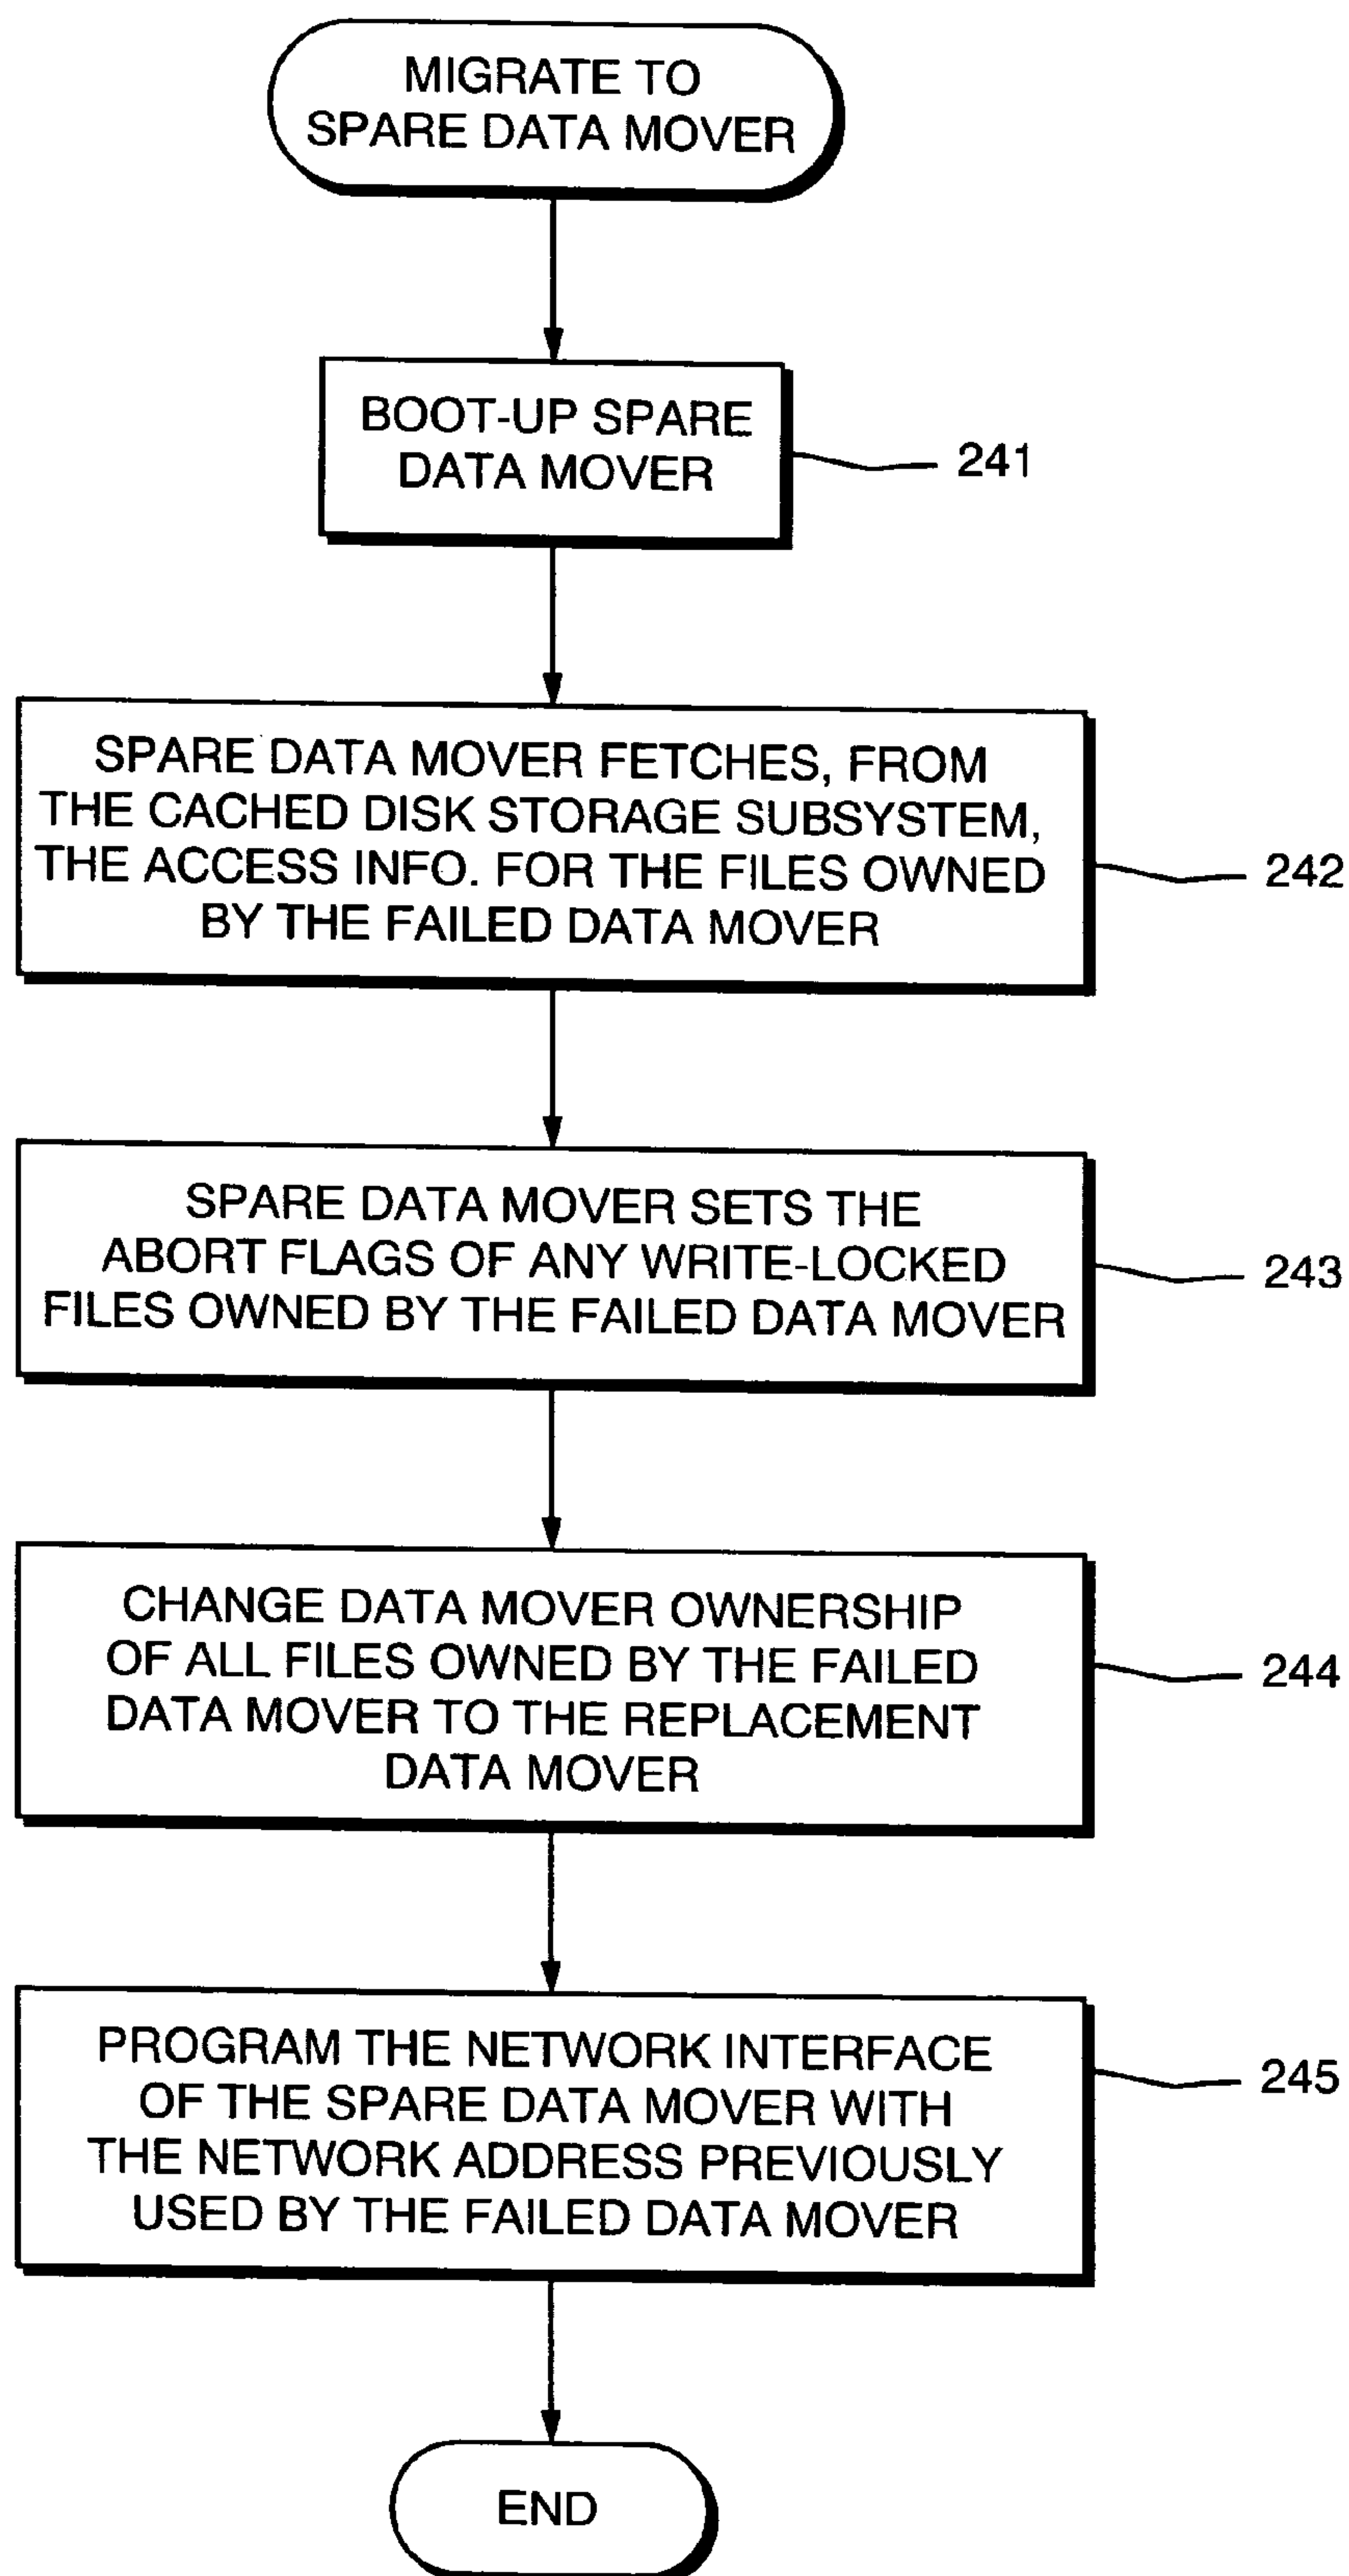 MIGRATE TO
SPARE DATA MOVER
BOOT-UP SPARE
DATA MOVER
241
SPARE DATA MOVER FETCHES, FROM
THE CACHED DISK STORAGE SUBSYSTEM,
THE ACCESS INFO. FOR THE FILES OWNED
BY THE FAILED DATA MOVER
242
SPARE DATA MOVER SETS THE
ABORT FLAGS OF ANY WRITE-LOCKED
FILES OWNED BY THE FAILED DATA MOVER
243
CHANGE DATA MOVER OWNERSHIP
OF ALL FILES OWNED BY THE FAILED
DATA MOVER TO THE REPLACEMENT
DATA MOVER
244
PROGRAM THE NETWORK INTERFACE
OF THE SPARE DATA MOVER WITH
THE NETWORK ADDRESS PREVIOUSLY
USED BY THE FAILED DATA MOVER
245
END